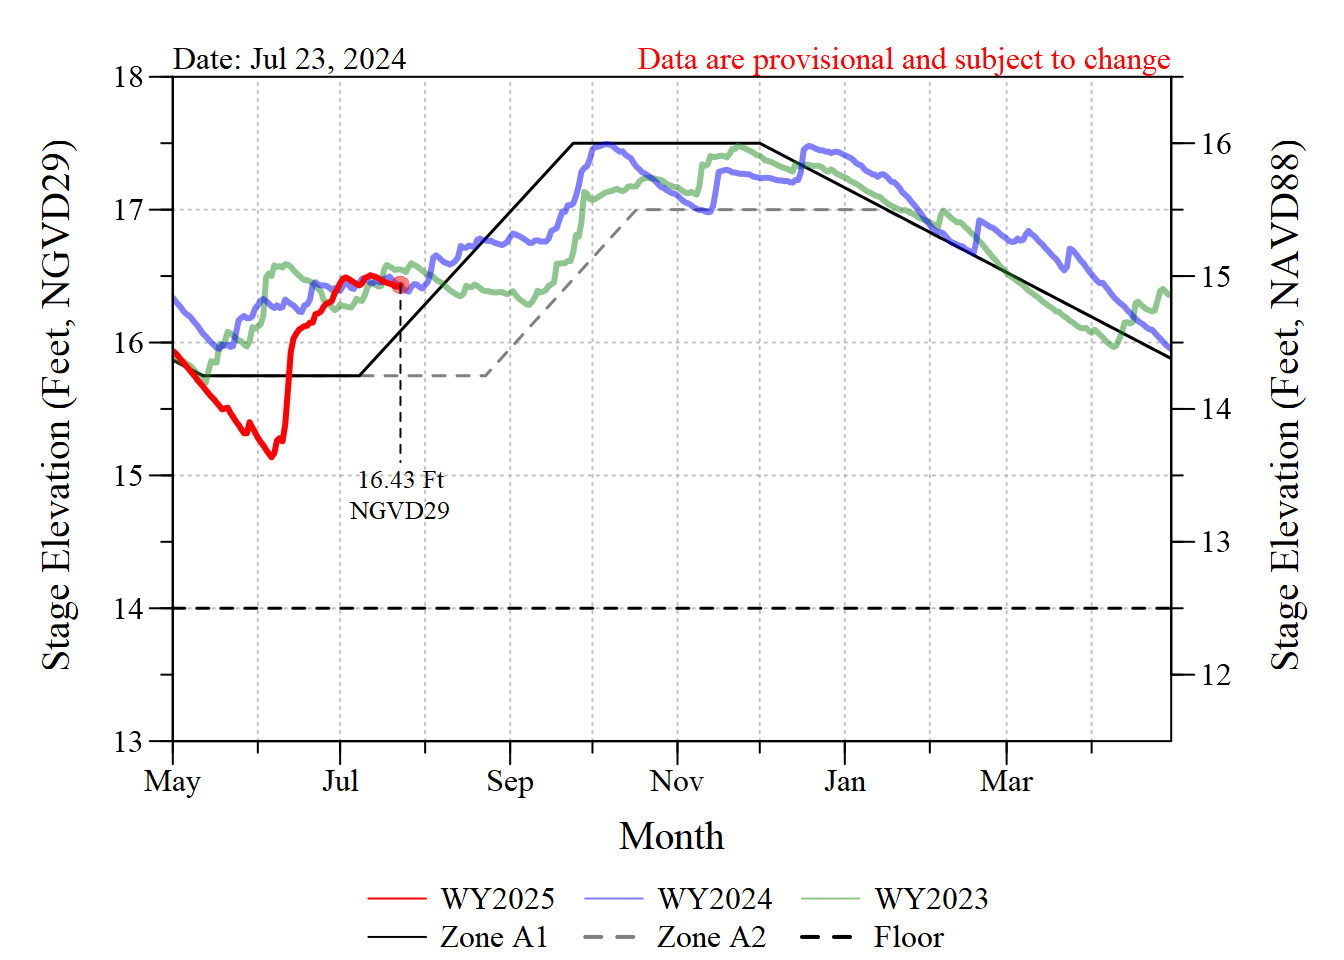 Date: Jul 23, 2024
Data are provisional and subject to change
18
17
16
15
14
13
Stage Elevation (Feet, NGVD29)
16
15
14
13
12
Stage Elevation (Feet, NAVD88)
16.43 Ft
NGVD29
May Jul Sep Nov Jan Mar
Month
WY2025 WY2024 WY2023
Zone A1 Zone A2 Floor